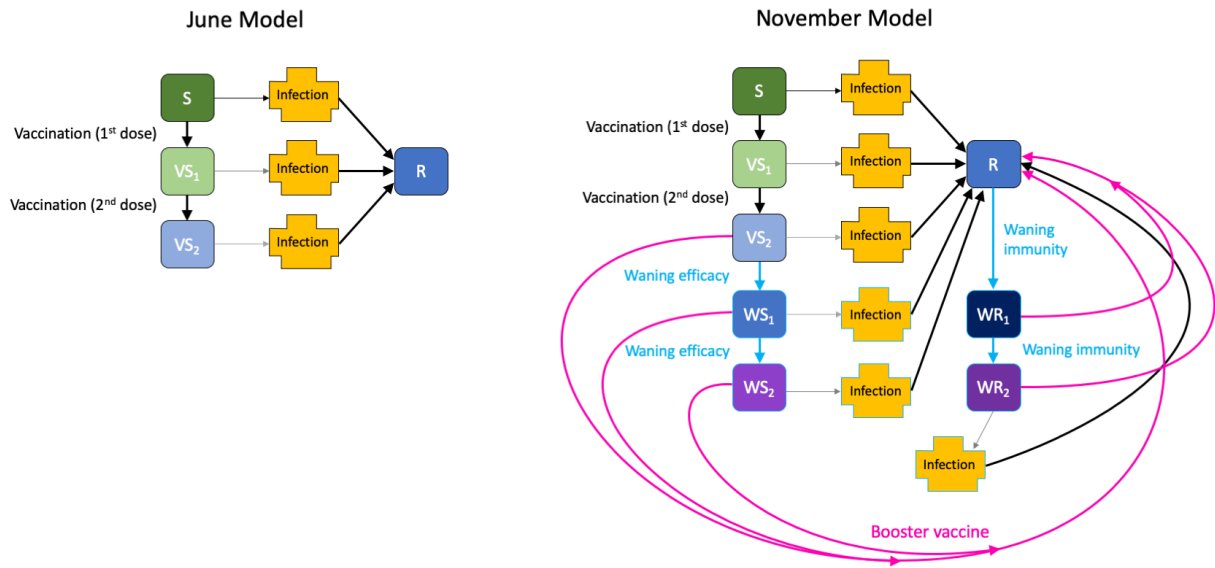 June Model
S
Infection
Vaccination (1st dose)
VS1
Infection
R
Vaccination (2nd dose)
VS2
Infection
November Model
S
Infection
Vaccination (1st dose)
VS1
Infection
R
Vaccination (2nd dose)
VS2
Infection
Waning
immunity
Waning efficacy
WS1
Infection
WR1
Waning efficacy
Waning immunity
WS2
Infection
WR2
Infection
Booster vaccine